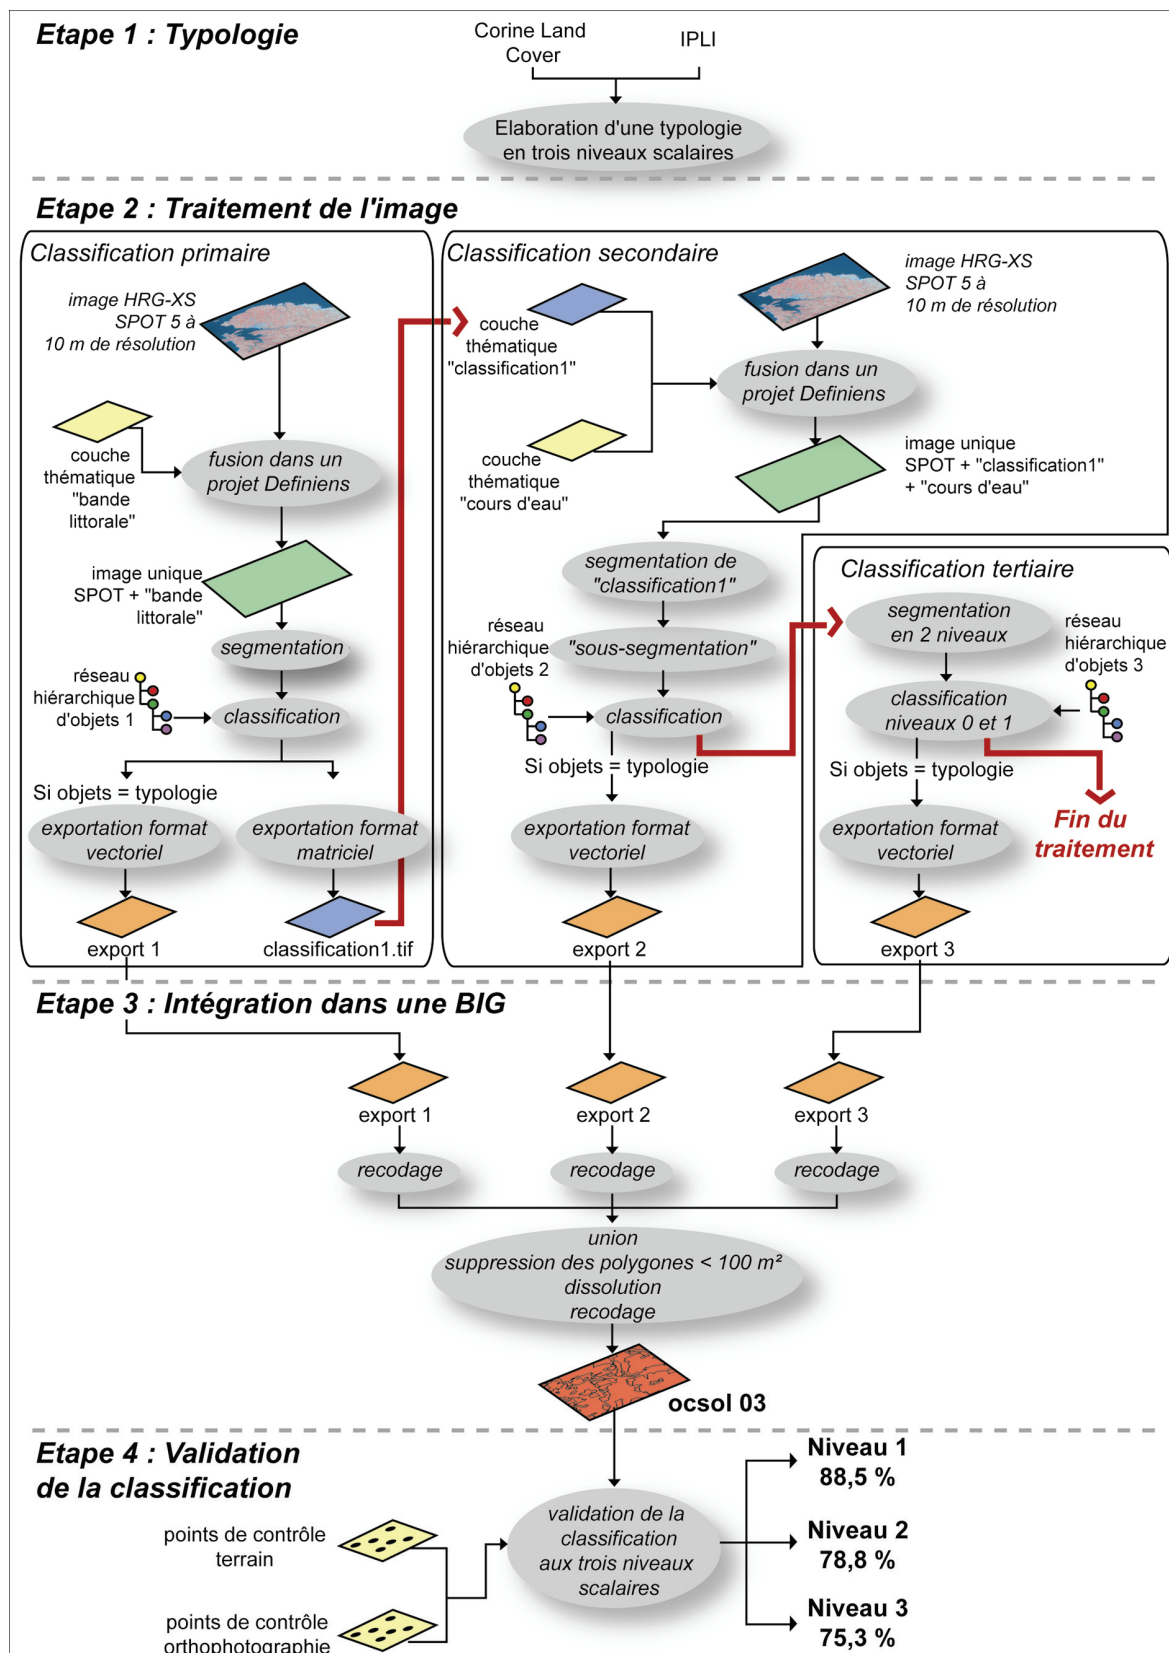 Etape 1 : Typologie
Corine Land
Cover
IPLI
Elaboration d'une typologie
en trois niveaux scalaires
Etape 2 : Traitement de l'image
Classification primaire
image HRG-XS
SPOT 5 à
10 m de résolution
couche
thématique
"bande
littorale"
fusion dans un
projet Definiens
image unique
SPOT + "bande
littorale"
segmentation
réseau
hiérarchique
d'objets 1
classification
Si objets = typologie
exportation format
vectoriel
exportation format
matriciel
export 1
classification1.tif
Classification secondaire
couche
thématique
"classification1"
image HRG-XS
SPOT 5 à
10 m de résolution
fusion dans un
projet Definiens
couche
thématique
"cours d'eau"
image unique
SPOT + "classification1"
+ "cours d'eau"
segmentation de
"classification1"
réseau
hiérarchique
d'objets 2
"sous-segmentation"
classification
Si objets = typologie
exportation format
vectoriel
export 2
Classification tertiaire
segmentation
en 2 niveaux
réseau
hiérarchique
d'objets 3
classification
niveaux 0 et 1
Si objets = typologie
exportation format
vectoriel
Fin du
traitement
export 3
Etape 3 : Intégration dans une BIG
export 1
export 2
export 3
recodage
recodage
recodage
union
suppression des polygones < 100 m²
dissolution
recodage
ocsol 03
Etape 4 : Validation
de la classification
points de contrôle
terrain
points de contrôle
orthophotographie
validation de la
classification
aux trois niveaux
scalaires
Niveau 1
88,5 %
Niveau 2
78,8 %
Niveau 3
75,3 %